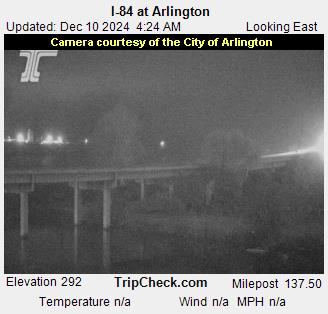 I-84 at Arlington
Updated: Dec 10 2024 4:24 AM Looking East
Camera courtesy of the City of Arlington
Elevation 292 TripCheck.com Milepost 137.50
Temperature n/a Wind n/a MPH n/a